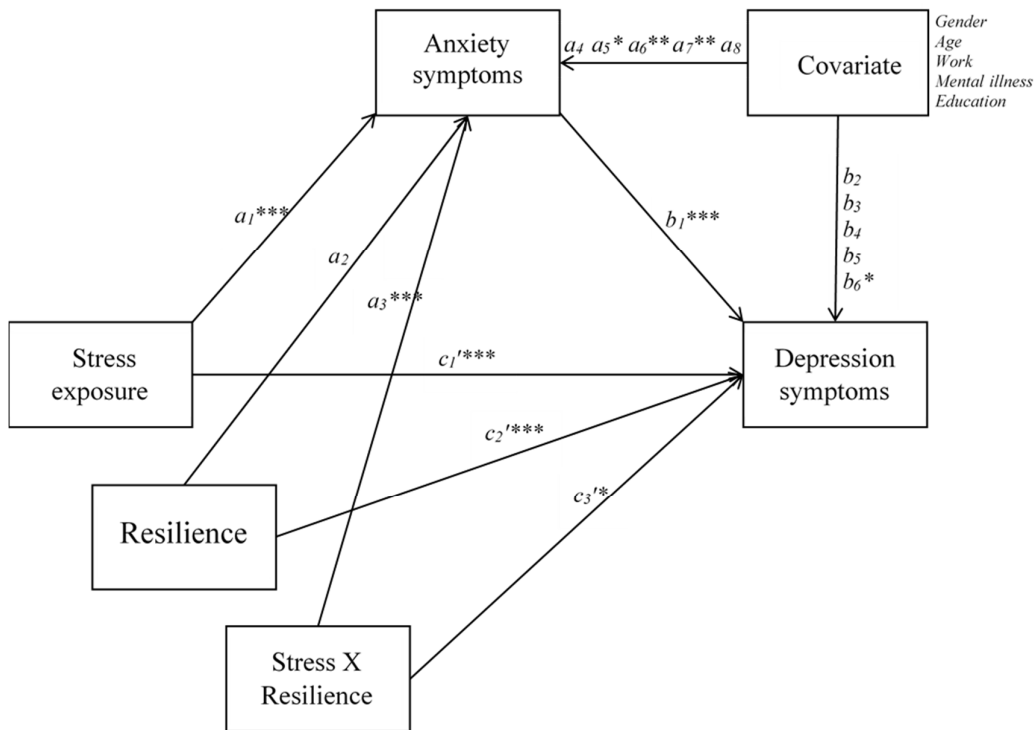 Anxiety
symptoms
a4 a5* a6** a7** a8
Covariate
Gender
Age
Work
Mental illness
Education
a1***
a2
a3***
b1***
b2
b3
b4
b5
b6*
Stress
exposure
c1'***
Depression
symptoms
c2'***
c3'*
Resilience
Stress X
Resilience